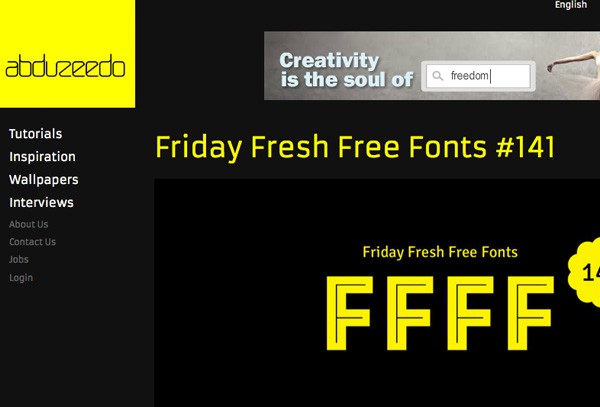 English
abduzeedo
Creativity
is the soul of
freedom
Tutorials
Inspiration
Wallpapers
Interviews
About Us
Contact Us
Jobs
Login
Friday Fresh Free Fonts #141
Friday Fresh Free Fonts
FFFF